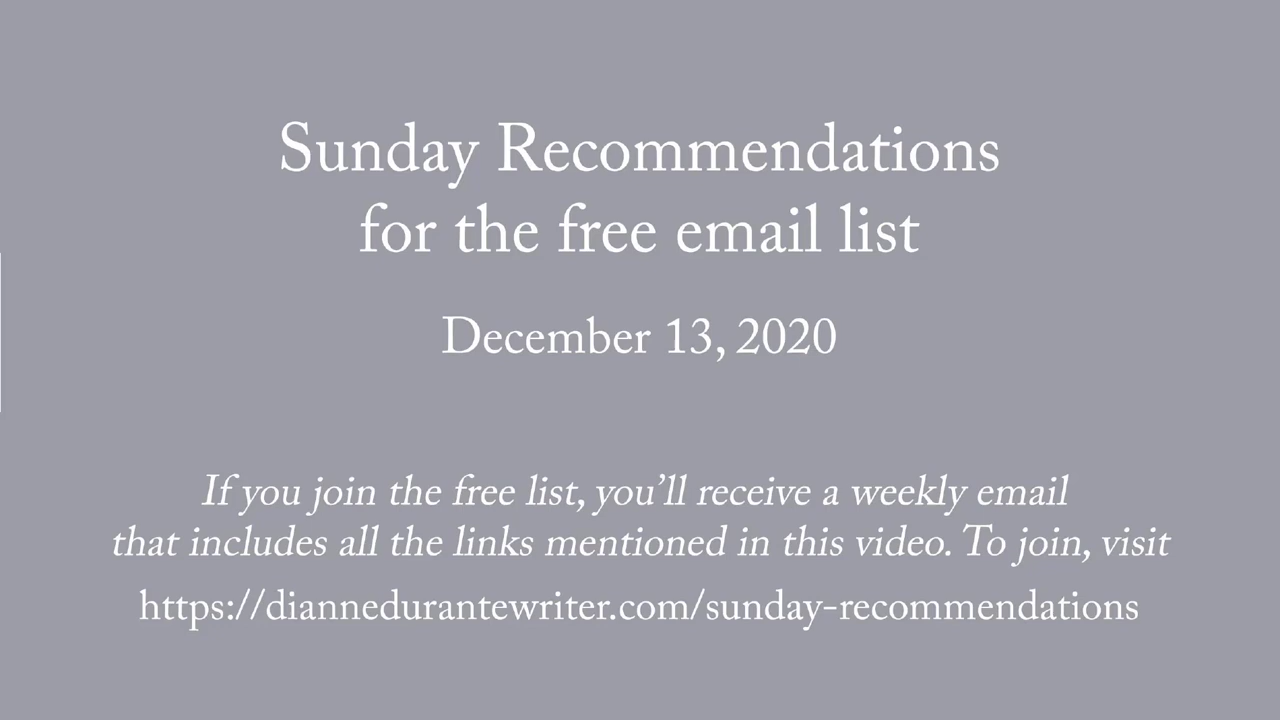 Sunday Recommendations
for the free email list
December 13, 2020
If you join the free list, you’ll receive a weekly email
that includes all the links mentioned in this video. To join, visit
https://diannedurantewriter.com/sunday-recommendations